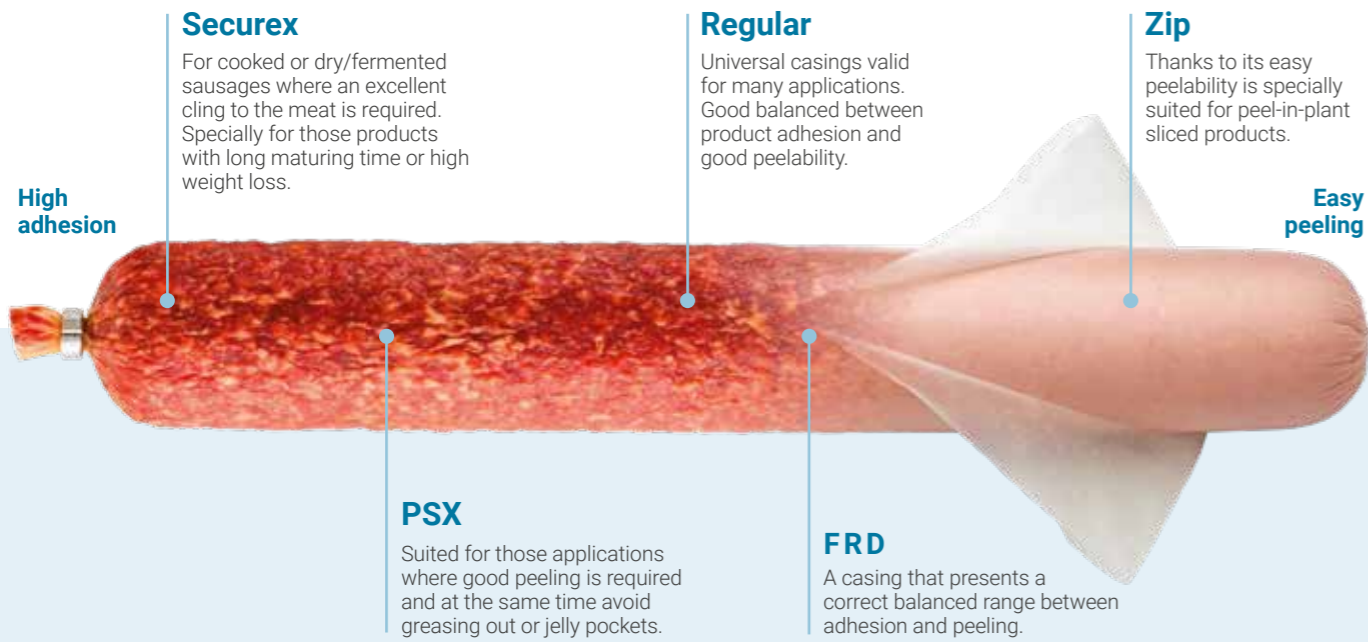 Securex
For cooked or dry/fermented
sausages where an excellent
cling to the meat is required.
Specially for those products
with long maturing time or high
weight loss.
Regular
Universal casings valid
for many applications.
Good balanced between
product adhesion and
good peelability.
Zip
Thanks to its easy
peelability is specially
suited for peel-in-plant
sliced products.
High
adhesion
Easy
peeling
PSX
Suited for those applications
where good peeling is required
and at the same time avoid
greasing out or jelly pockets.
FRD
A casing that presents a
correct balanced range between
adhesion and peeling.